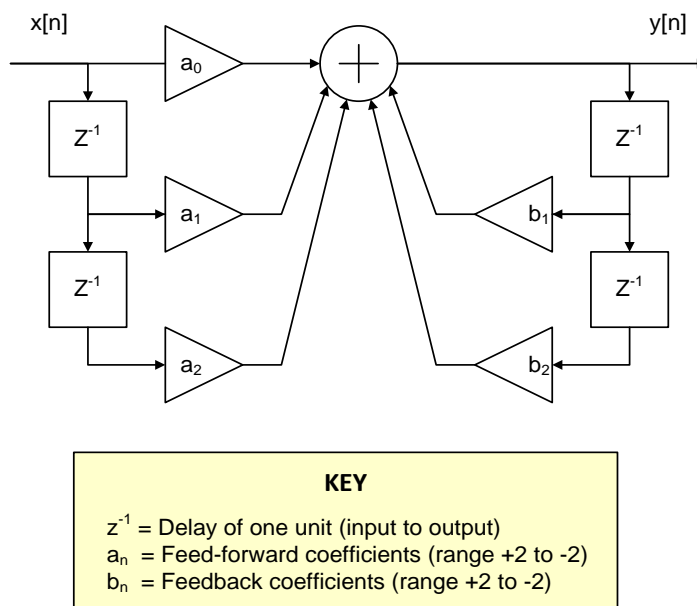 x[n] y[n]
a₀
Z⁻¹ Z⁻¹
a₁ b₁
Z⁻¹ Z⁻¹
a₂ b₂
KEY
z⁻¹ = Delay of one unit (input to output)
aₙ = Feed-forward coefficients (range +2 to -2)
bₙ = Feedback coefficients (range +2 to -2)